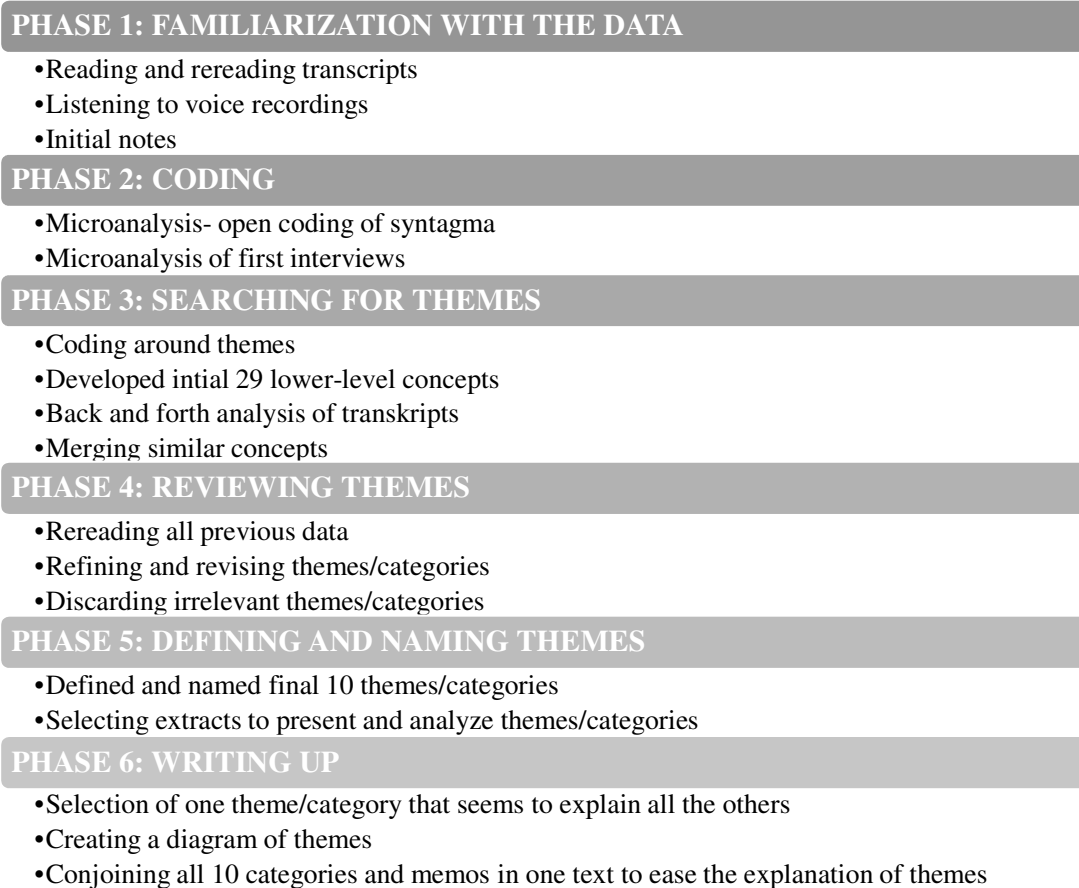 PHASE 1: FAMILIARIZATION WITH THE DATA
•Reading and rereading transcripts
•Listening to voice recordings
•Initial notes
PHASE 2: CODING
•Microanalysis- open coding of syntagma
•Microanalysis of first interviews
PHASE 3: SEARCHING FOR THEMES
•Coding around themes
•Developed intial 29 lower-level concepts
•Back and forth analysis of transkripts
•Merging similar concepts
PHASE 4: REVIEWING THEMES
•Rereading all previous data
•Refining and revising themes/categories
•Discarding irrelevant themes/categories
PHASE 5: DEFINING AND NAMING THEMES
•Defined and named final 10 themes/categories
•Selecting extracts to present and analyze themes/categories
PHASE 6: WRITING UP
•Selection of one theme/category that seems to explain all the others
•Creating a diagram of themes
•Conjoining all 10 categories and memos in one text to ease the explanation of themes